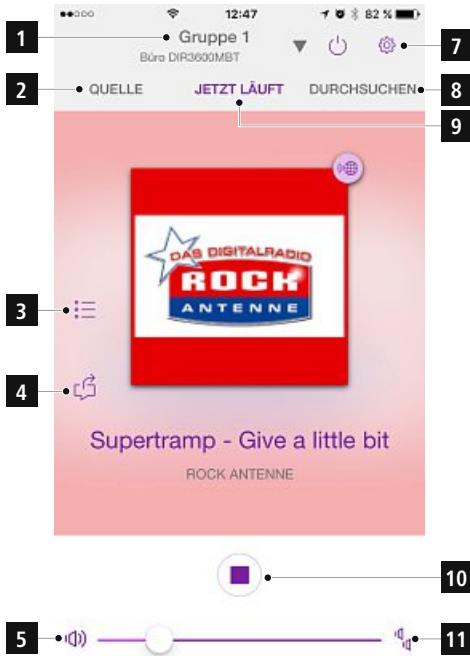 12:47
82 %
1
Gruppe 1
Büro DIR3600MBT
7
2
QUELLE
JETZT LÄUFT
DURCHSUCHEN
8
9
DAS DIGITALRADIO
ROCK
ANTENNE
3
4
Supertramp - Give a little bit
ROCK ANTENNE
10
5
11